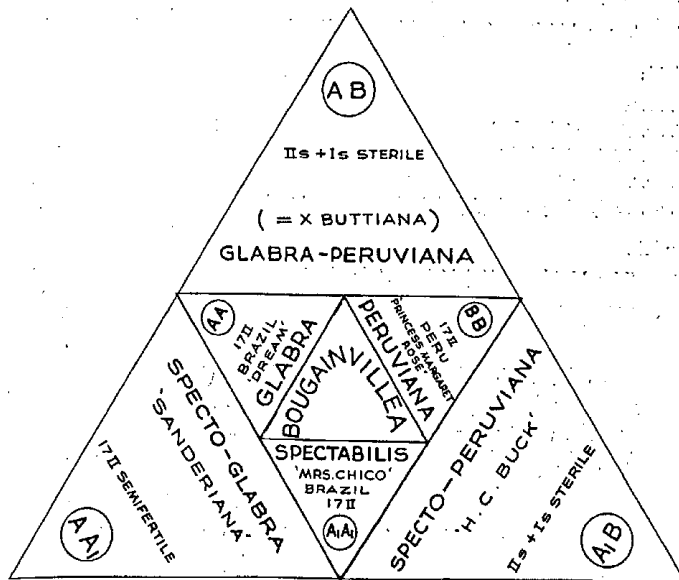 AB
IIs + Is STERILE
( = X BUTTIANA)
GLABRA-PERUVIANA
AA
17II
BRAZIL
'DREAM'
GLABRA
BB
17II
PERU
'PRINCESS MARGARET
ROSE'
PERUVIANA
BOUGAINVILLEA
SPECTABILIS
'MRS.CHICO'
BRAZIL
17II
A₁A₁
SPECTO-GLABRA
'SANDERIANA'
17II SEMIFERTILE
AA₁
SPECTO-PERUVIANA
'H. C. BUCK'
IIs + Is STERILE
A₁B